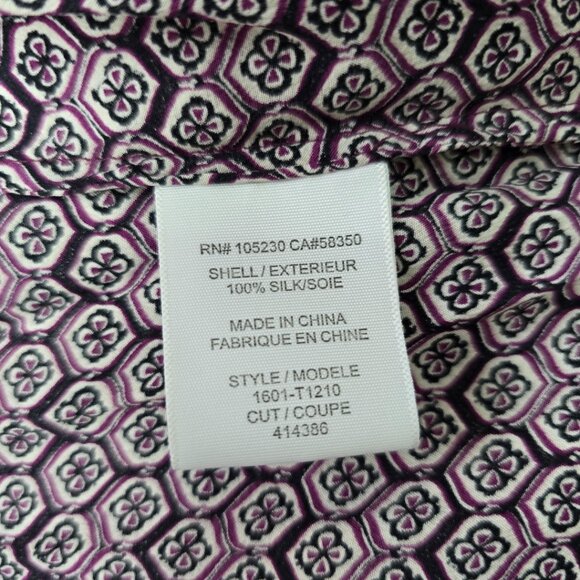 RN# 105230 CA#58350
SHELL / EXTERIEUR
100% SILK/SOIE
MADE IN CHINA
FABRIQUE EN CHINE
STYLE / MODELE
1601-T1210
CUT / COUPE
414386